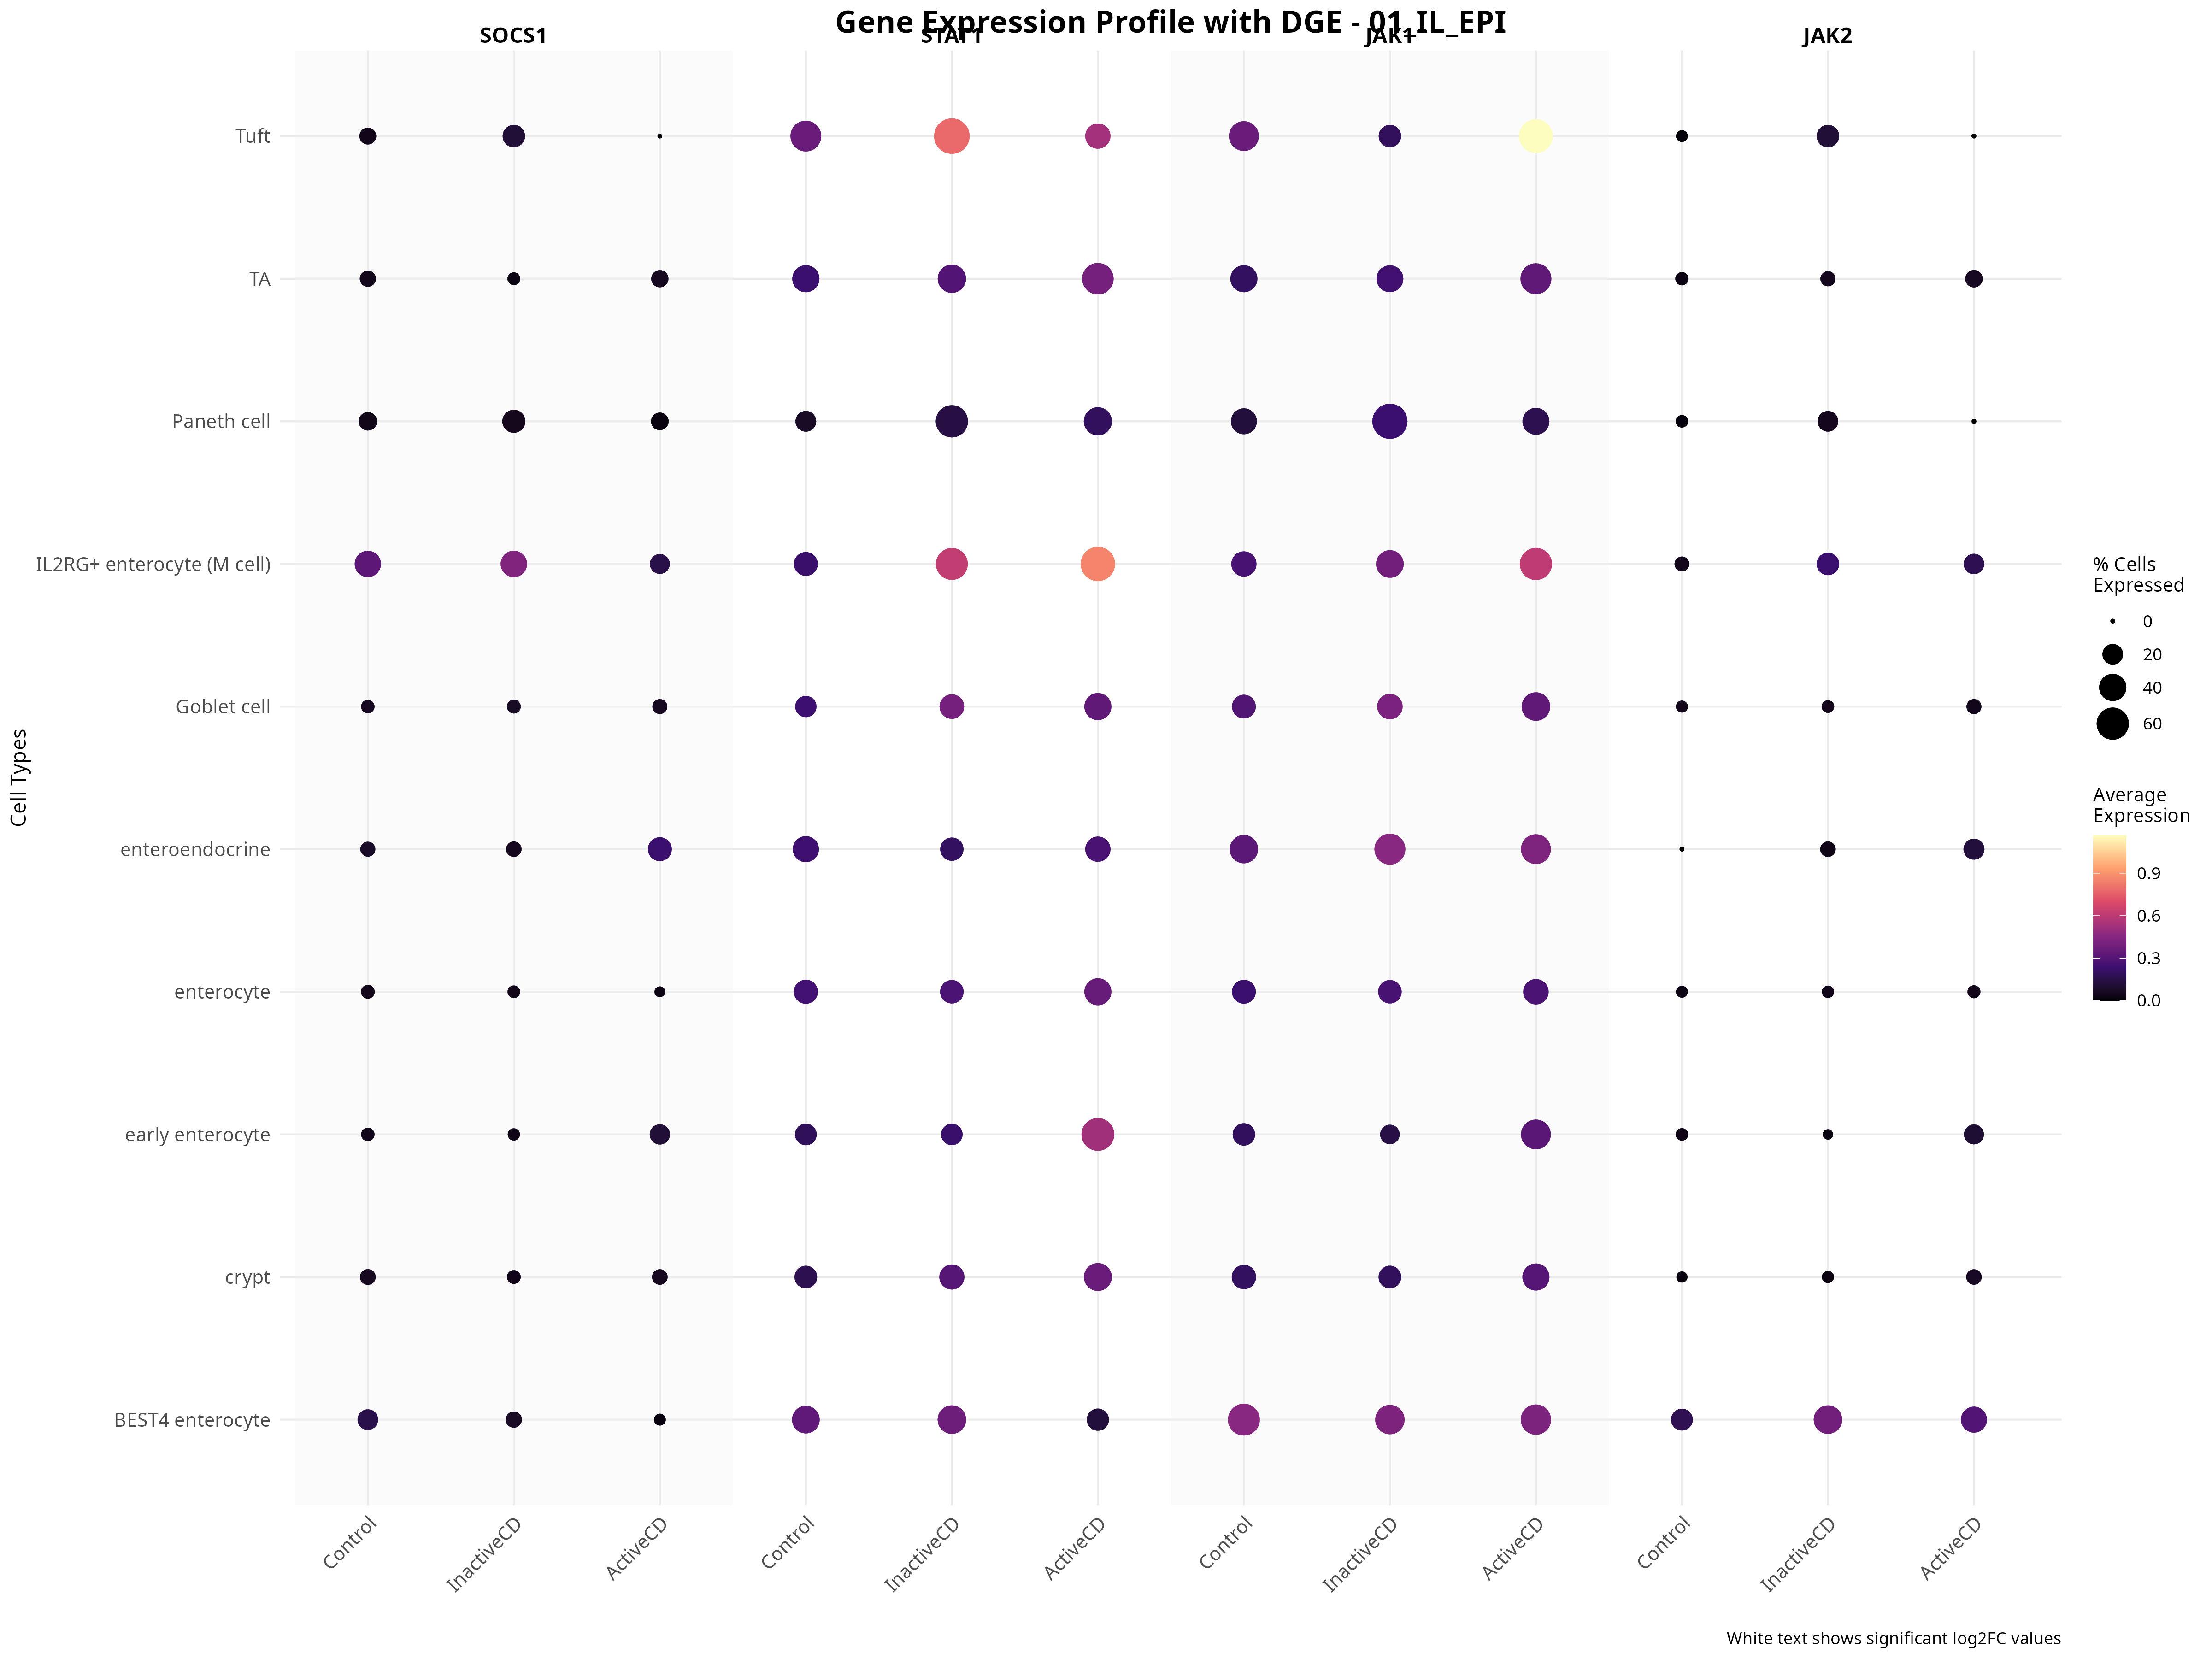 Gene Expression Profile with DGE - 01_IL_EPI
SOCS1
STAT1
JAK1
JAK2
Cell Types
Tuft
TA
Paneth cell
IL2RG+ enterocyte (M cell)
Goblet cell
enteroendocrine
enterocyte
early enterocyte
crypt
BEST4 enterocyte
Control
InactiveCD
ActiveCD
Control
InactiveCD
ActiveCD
Control
InactiveCD
ActiveCD
Control
InactiveCD
ActiveCD
% Cells
Expressed
0
20
40
60
Average
Expression
0.9
0.6
0.3
0.0
White text shows significant log2FC values